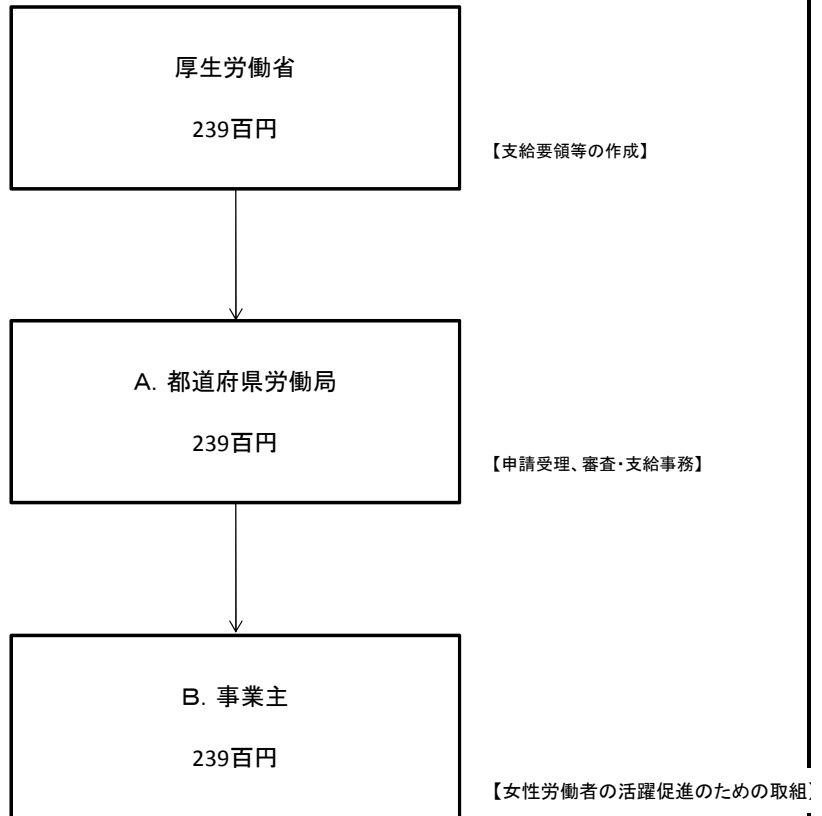 厚生労働省
239百円
【支給要領等の作成】
A. 都道府県労働局
239百円
【申請受理、審査・支給事務】
B. 事業主
239百円
【女性労働者の活躍促進のための取組】